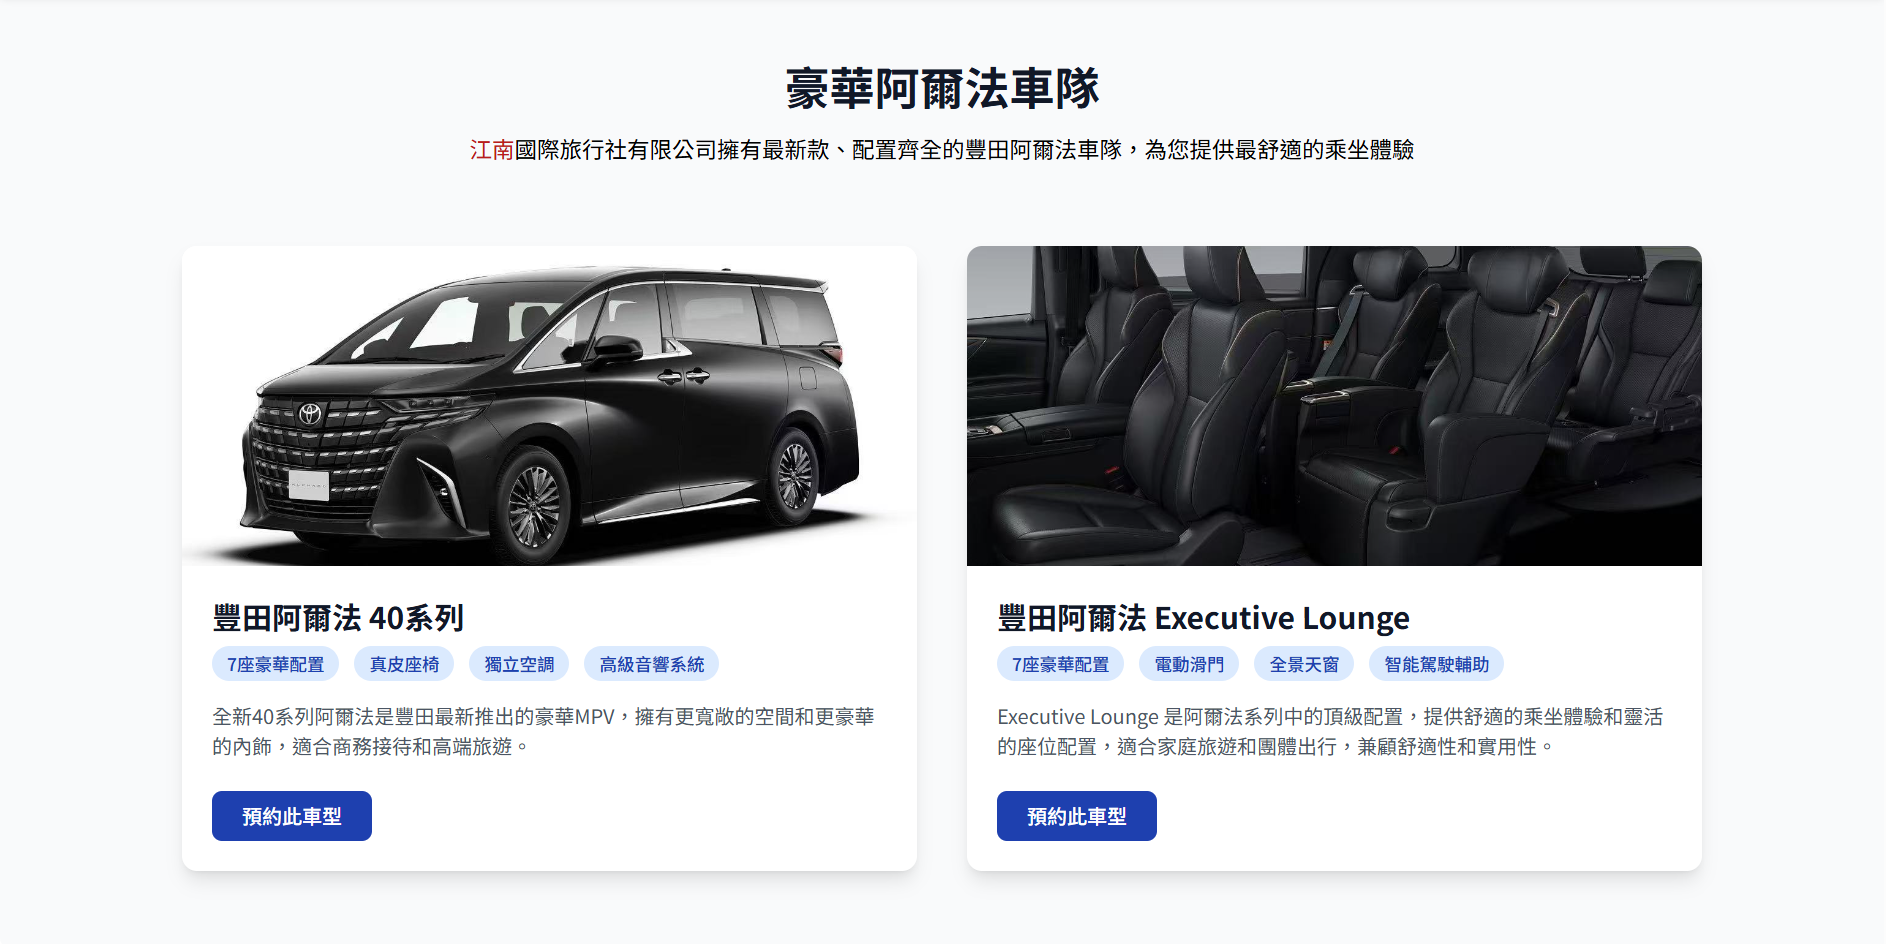 豪華阿爾法車隊
江南國際旅行社有限公司擁有最新款、配置齊全的豐田阿爾法車隊，為您提供最舒適的乘坐體驗
豐田阿爾法 40系列
7座豪華配置 真皮座椅 獨立空調 高級音響系統
全新40系列阿爾法是豐田最新推出的豪華MPV，擁有更寬敞的空間和更豪華
的內飾，適合商務接待和高端旅遊。
預約此車型
豐田阿爾法 Executive Lounge
7座豪華配置 電動滑門 全景天窗 智能駕駛輔助
Executive Lounge 是阿爾法系列中的頂級配置，提供舒適的乘坐體驗和靈活
的座位配置，適合家庭旅遊和團體出行，兼顧舒適性和實用性。
預約此車型